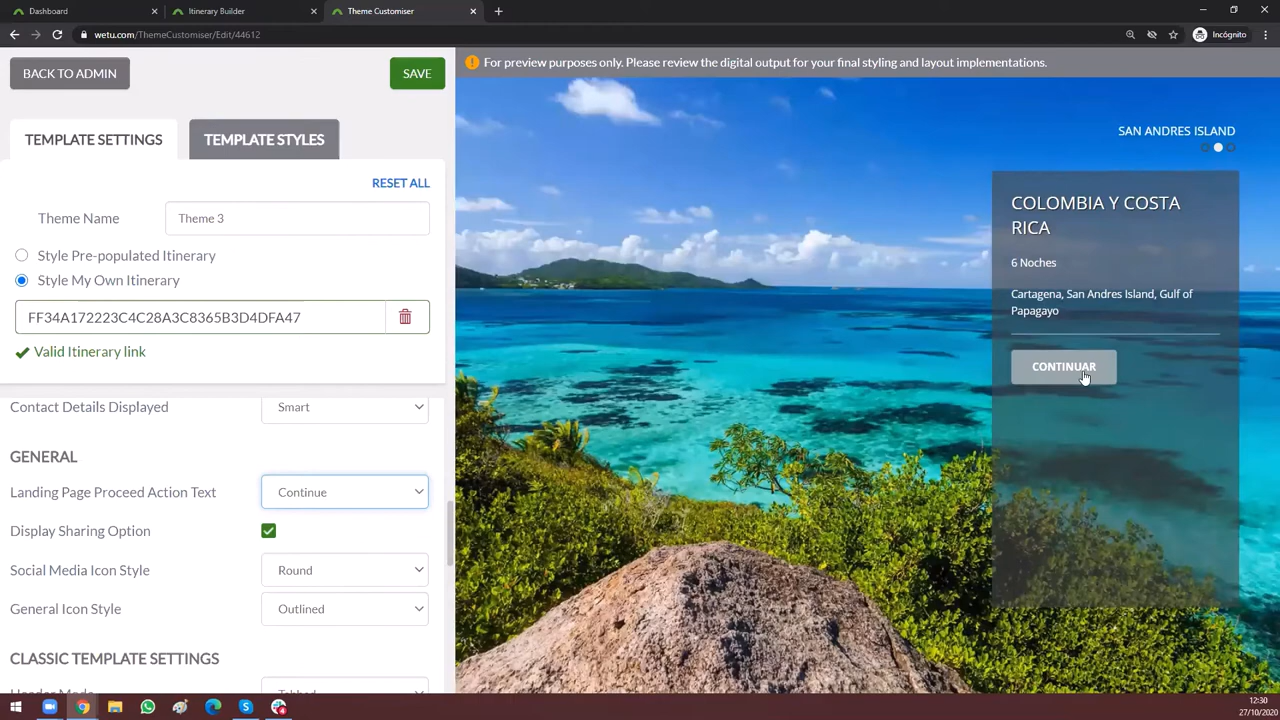 Dashboard
Itinerary Builder
Theme Customiser
wetu.com/ThemeCustomiser/Edit/44612
Incógnito
BACK TO ADMIN
SAVE
For preview purposes only. Please review the digital output for your final styling and layout implementations.
TEMPLATE SETTINGS
TEMPLATE STYLES
RESET ALL
Theme Name
Theme 3
Style Pre-populated Itinerary
Style My Own Itinerary
FF34A172223C4C28A3C8365B3D4DFA47
Valid Itinerary link
Contact Details Displayed
Smart
GENERAL
Landing Page Proceed Action Text
Continue
Display Sharing Option
Social Media Icon Style
Round
General Icon Style
Outlined
CLASSIC TEMPLATE SETTINGS
Header Mode
Tabbed
SAN ANDRES ISLAND
COLOMBIA Y COSTA
RICA
6 Noches
Cartagena, San Andres Island, Gulf of
Papagayo
CONTINUAR
12:30
27/10/2020